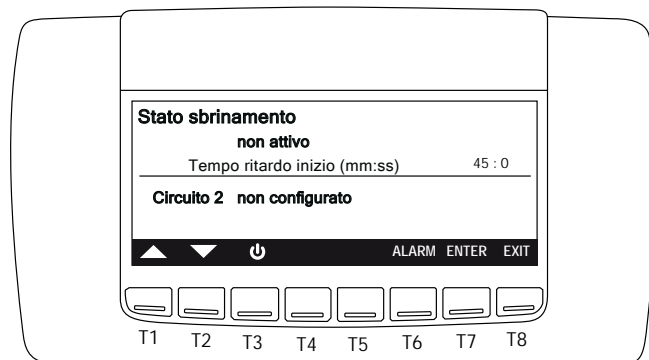 Stato sbrinamento
non attivo
Tempo ritardo inizio (mm:ss) 45 : 0
Circuito 2 non configurato
ALARM ENTER EXIT
T1 T2 T3 T4 T5 T6 T7 T8